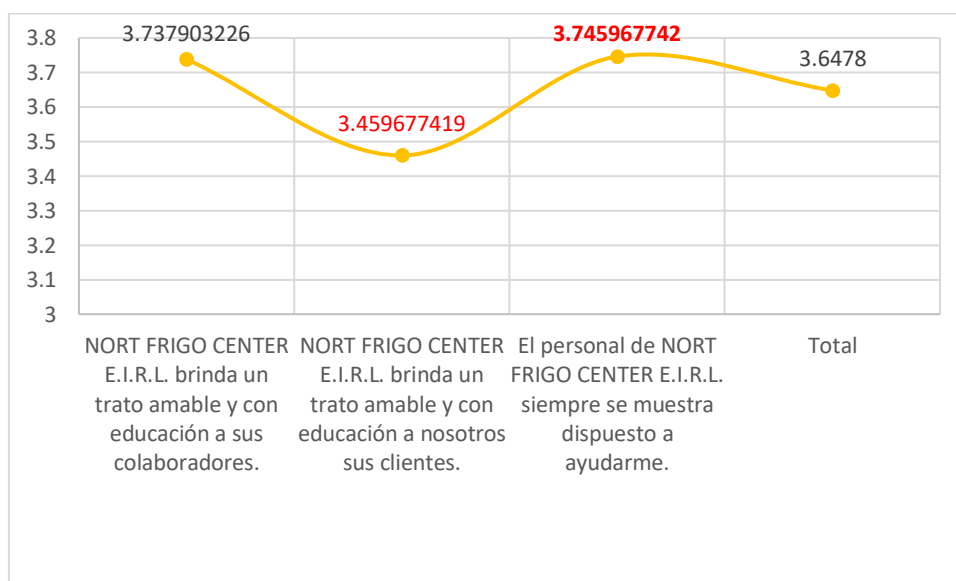 3.8
3.7
3.6
3.5
3.4
3.3
3.2
3.1
3
3.737903226
3.459677419
3.745967742
3.6478
NORT FRIGO CENTER
E.I.R.L. brinda un
trato amable y con
educación a sus
colaboradores.
NORT FRIGO CENTER
E.I.R.L. brinda un
trato amable y con
educación a nosotros
sus clientes.
El personal de NORT
FRIGO CENTER E.I.R.L.
siempre se muestra
dispuesto a
ayudarme.
Total